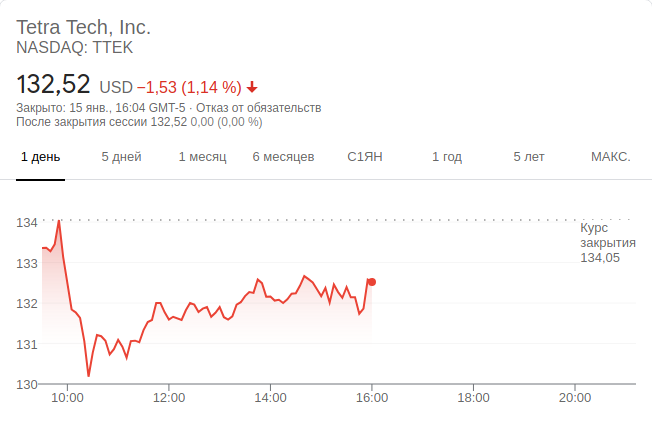 Tetra Tech, Inc.
NASDAQ: TTEK
132,52 USD −1,53 (1,14 %)
Закрыто: 15 янв., 16:04 GMT-5 · Отказ от обязательств
После закрытия сессии 132,52 0,00 (0,00 %)
1 день 5 дней 1 месяц 6 месяцев С1ЯН 1 год 5 лет МАКС.
134
Курс
закрытия
134,05
133
132
131
130
10:00 12:00 14:00 16:00 18:00 20:00